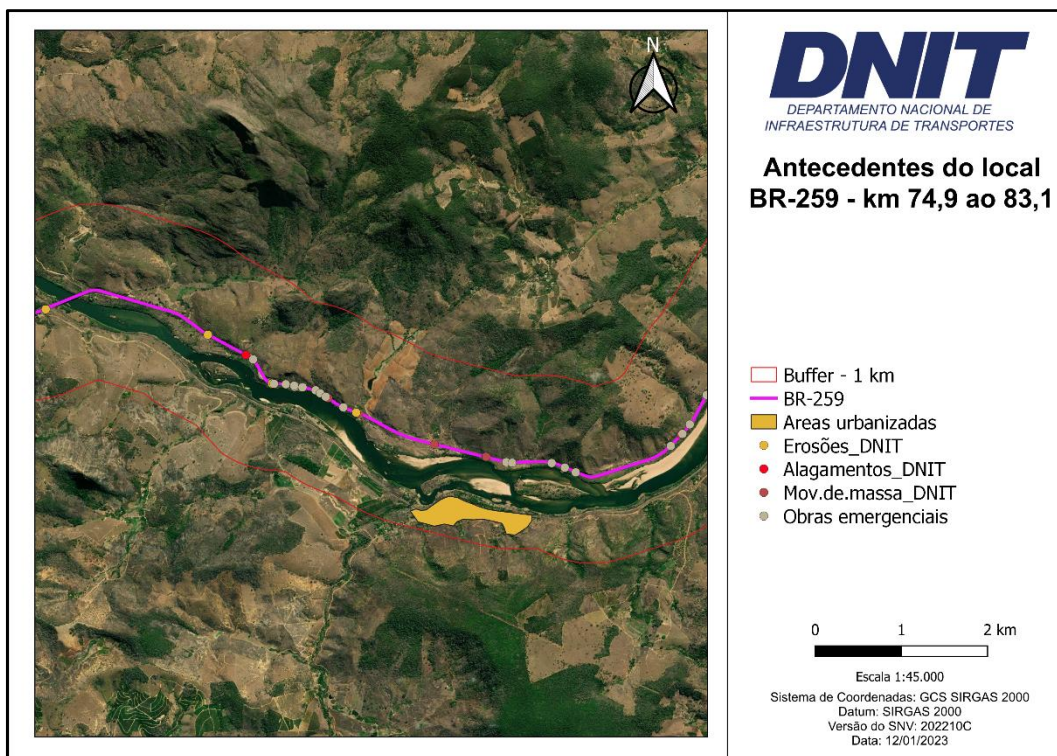 N
DNIT
DEPARTAMENTO NACIONAL DE
INFRAESTRUTURA DE TRANSPORTES
Antecedentes do local
BR-259 - km 74,9 ao 83,1
Buffer - 1 km
BR-259
Areas urbanizadas
Erosões_DNIT
Alagamentos_DNIT
Mov.de.massa_DNIT
Obras emergenciais
0 1 2 km
Escala 1:45.000
Sistema de Coordenadas: GCS SIRGAS 2000
Datum: SIRGAS 2000
Versão do SNV: 202210C
Data: 12/01/2023